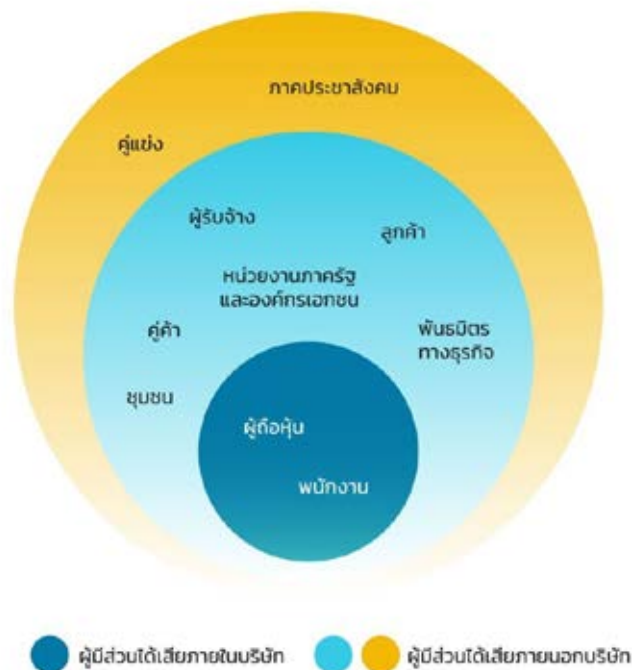 ภาคประชาสังคม
คู่แข่ง
ผู้รับจ้าง
ลูกค้า
หน่วยงานภาครัฐ
และองค์กรเอกชน
คู่ค้า
พันธมิตร
ทางธุรกิจ
ชุมชน
ผู้ถือหุ้น
พนักงาน
ผู้มีส่วนได้เสียภายในบริษัท
ผู้มีส่วนได้เสียภายนอกบริษัท